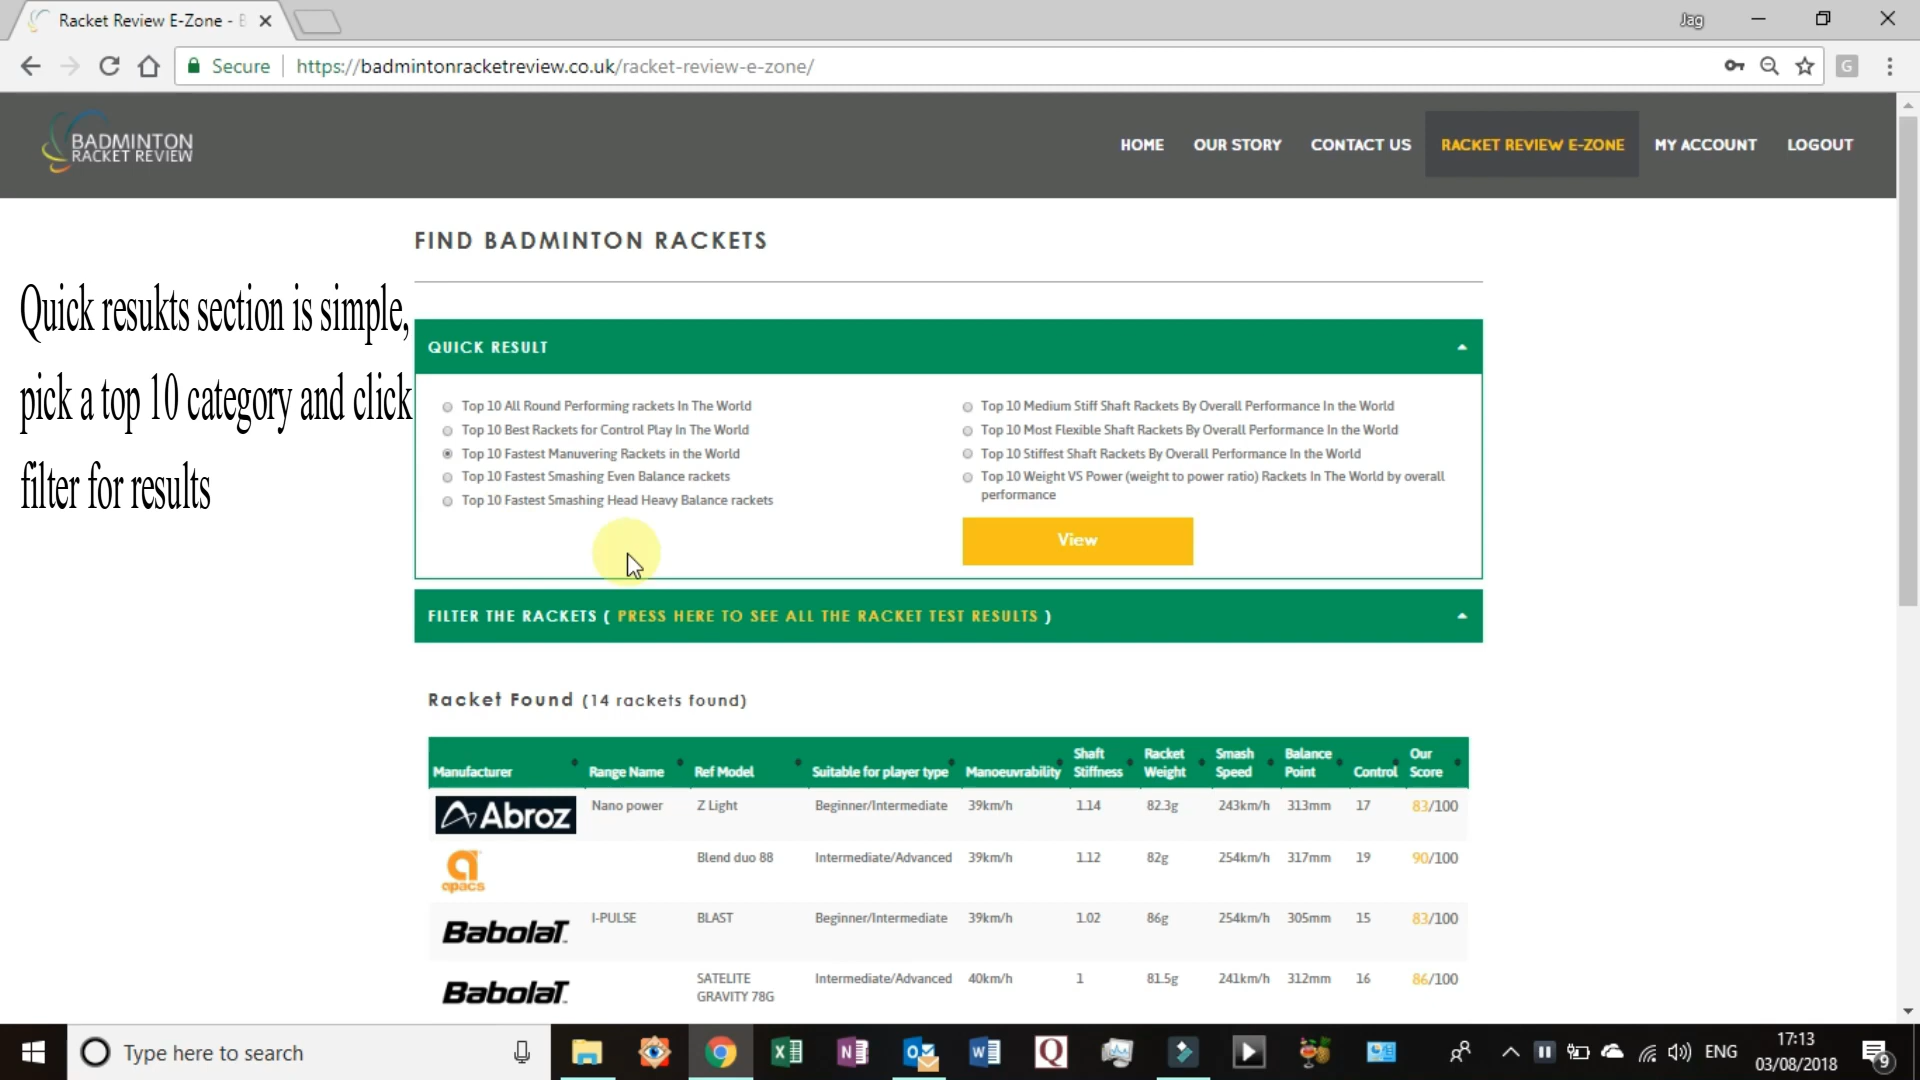 Racket Review E-Zone - B
Jag
Secure
https://badmintonracketreview.co.uk/racket-review-e-zone/
G
BADMINTON
RACKET REVIEW
HOME
OUR STORY
CONTACT US
RACKET REVIEW E-ZONE
MY ACCOUNT
LOGOUT
FIND BADMINTON RACKETS
Quick resukts section is simple,
pick a top 10 category and click
filter for results
QUICK RESULT
Top 10 All Round Performing rackets In The World
Top 10 Best Rackets for Control Play In The World
Top 10 Fastest Manuvering Rackets in the World
Top 10 Fastest Smashing Even Balance rackets
Top 10 Fastest Smashing Head Heavy Balance rackets
Top 10 Medium Stiff Shaft Rackets By Overall Performance In the World
Top 10 Most Flexible Shaft Rackets By Overall Performance In the World
Top 10 Stiffest Shaft Rackets By Overall Performance In the World
Top 10 Weight VS Power (weight to power ratio) Rackets In The World by overall
performance
View
FILTER THE RACKETS ( PRESS HERE TO SEE ALL THE RACKET TEST RESULTS )
Racket Found (14 rackets found)
Manufacturer Range Name Ref Model Suitable for player type Manoeuvrability Shaft Stiffness Racket Weight Smash Speed Balance Point Control Our Score
Abroz Nano power Z Light Beginner/Intermediate 39km/h 1.14 82.3g 243km/h 313mm 17 83/100
apacs Blend duo 88 Intermediate/Advanced 39km/h 1.12 82g 254km/h 317mm 19 90/100
BabolaT I-PULSE BLAST Beginner/Intermediate 39km/h 1.02 86g 254km/h 305mm 15 83/100
BabolaT SATELITE GRAVITY 78G Intermediate/Advanced 40km/h 1 81.5g 241km/h 312mm 16 86/100
Type here to search
Q
ENG
17:13
03/08/2018
9